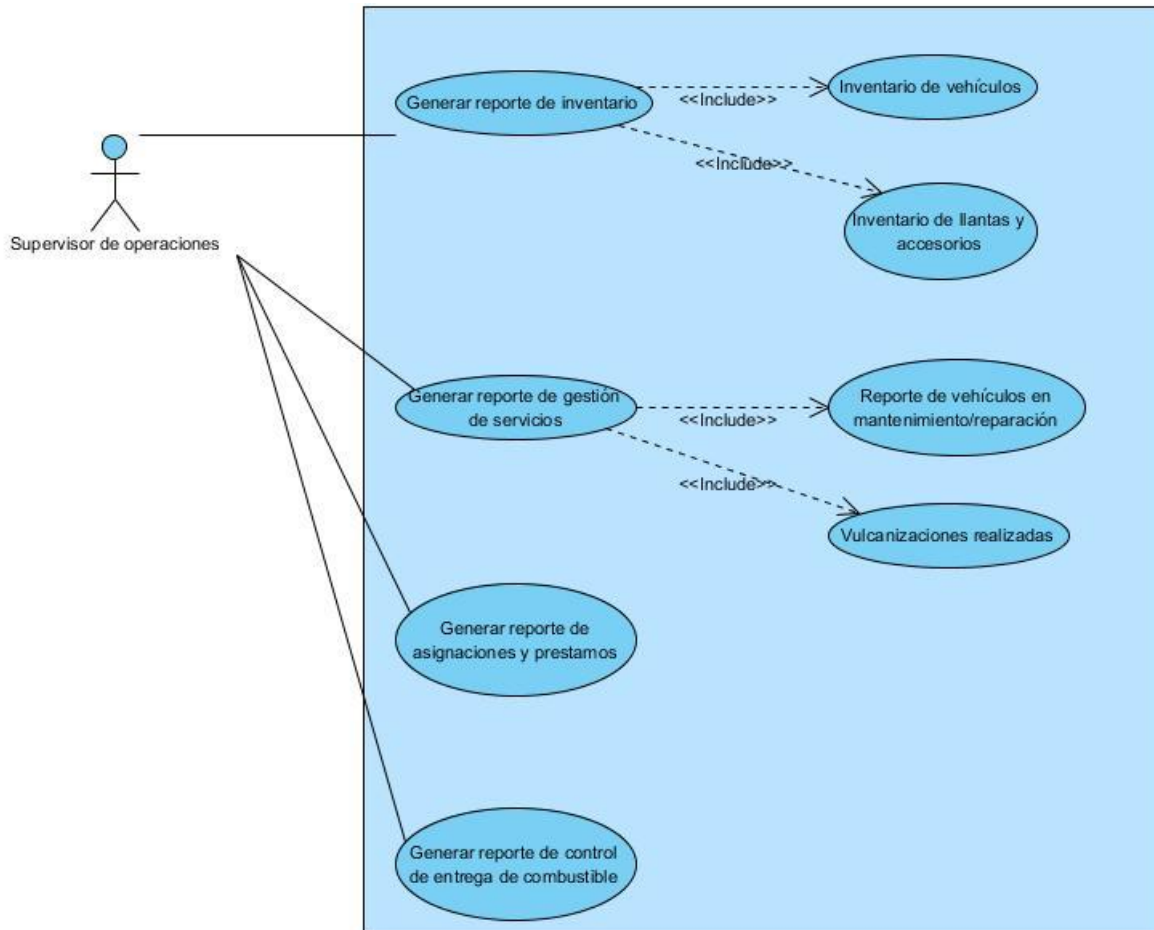 Generar reporte de inventario
<<Include>>
Inventario de vehículos
<<Include>>
Inventario de llantas y
accesorios
Supervisor de operaciones
Generar reporte de gestión
de servicios
<<Include>>
Reporte de vehículos en
mantenimiento/reparación
<<Include>>
Vulcanizaciones realizadas
Generar reporte de
asignaciones y prestamos
Generar reporte de control
de entrega de combustible